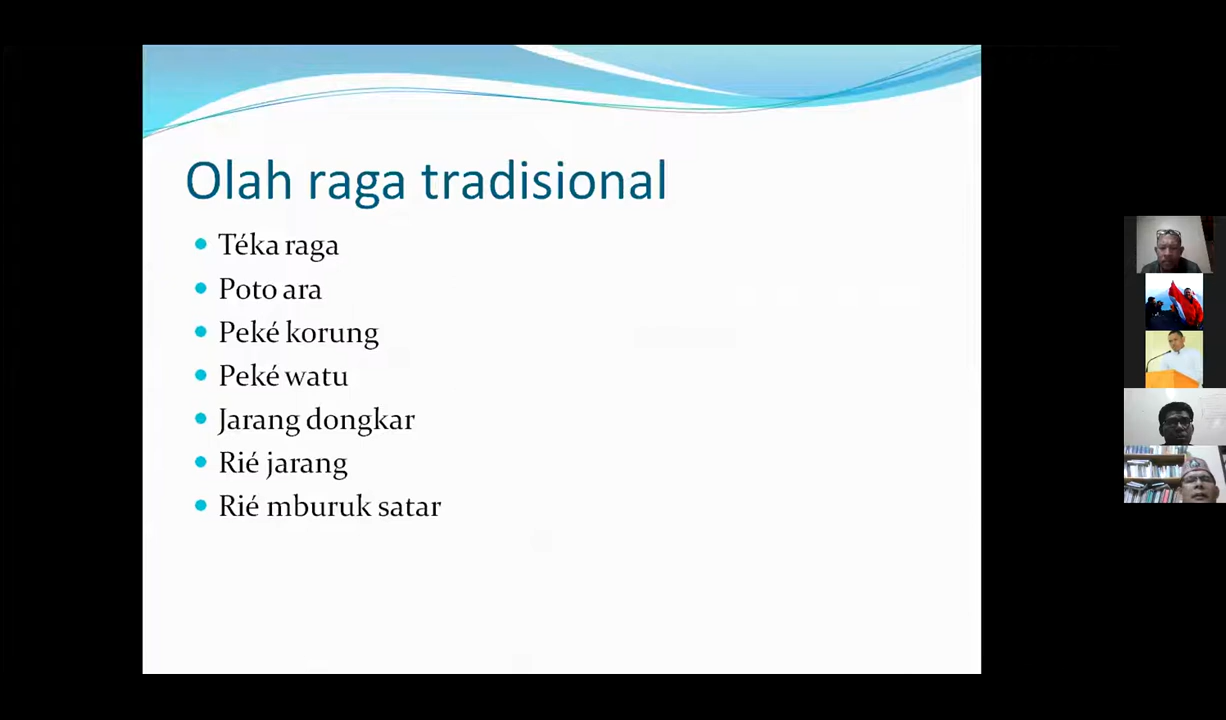 Olah raga tradisional
Téka raga
Poto ara
Peké korung
Peké watu
Jarang dongkar
Rié jarang
Rié mburuk satar